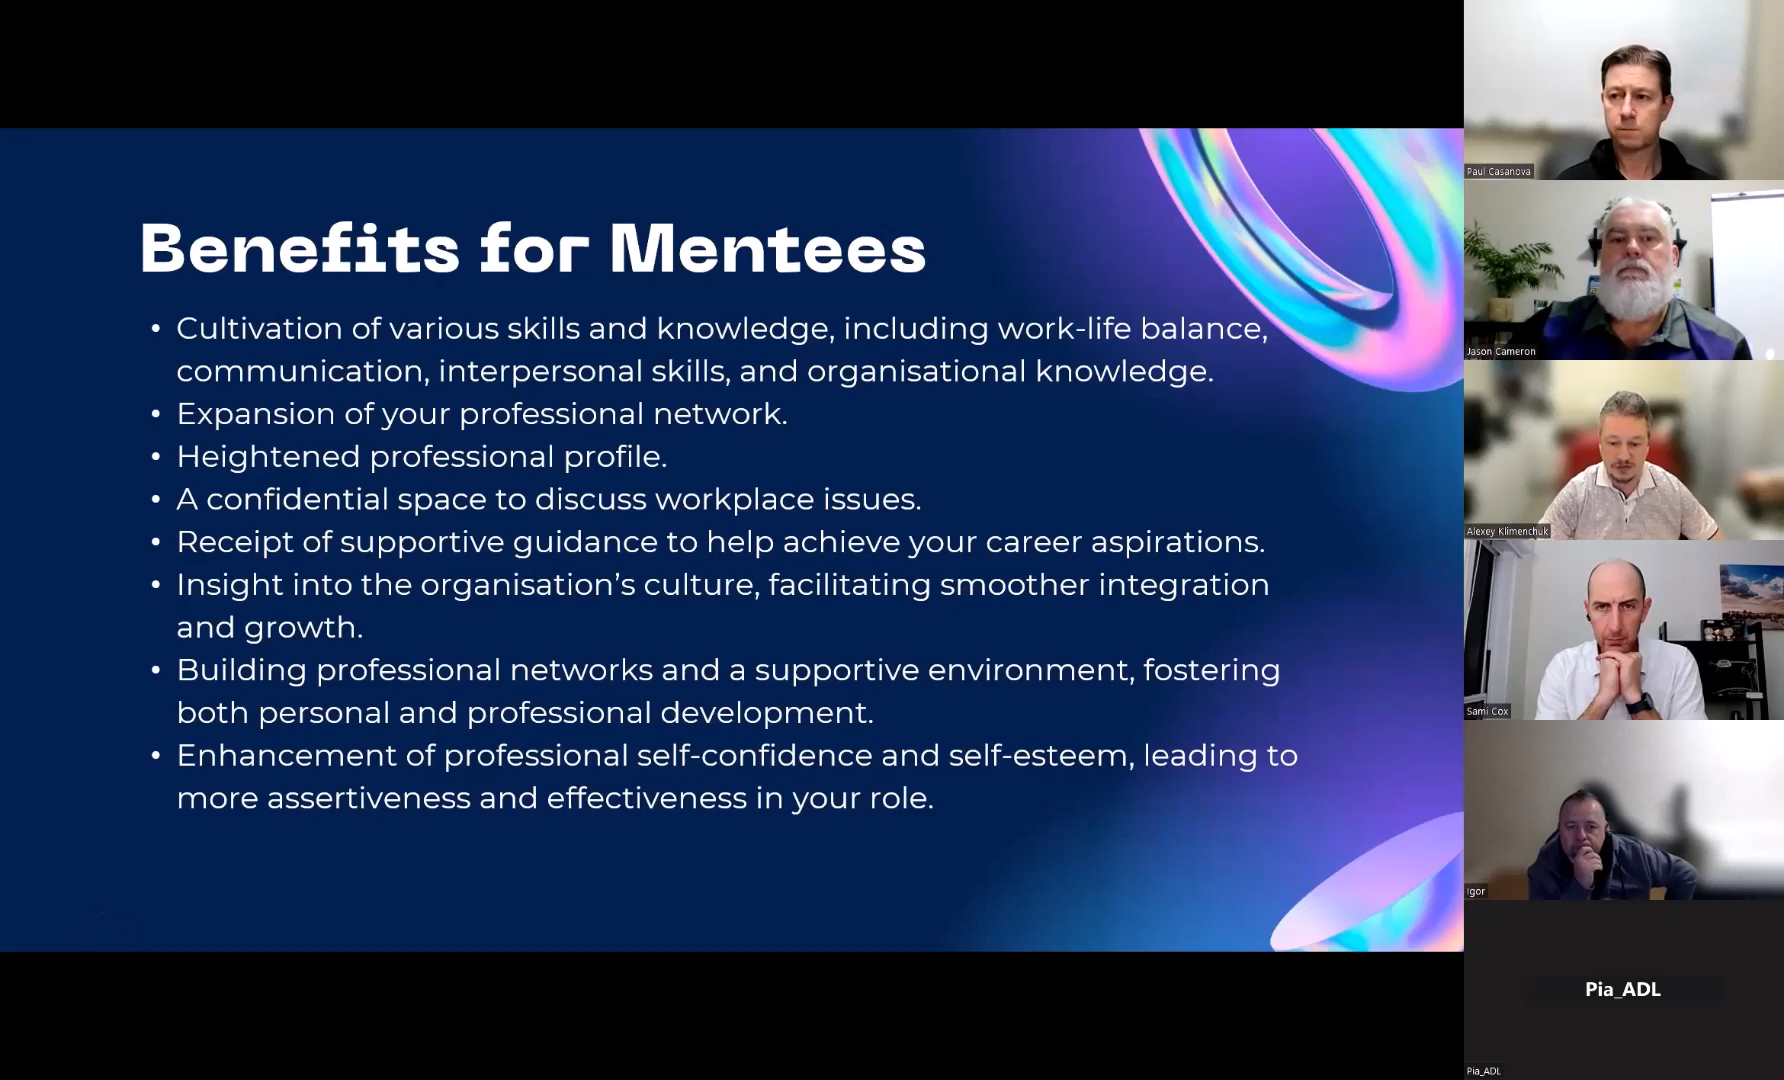 Benefits for Mentees
• Cultivation of various skills and knowledge, including work-life balance,
communication, interpersonal skills, and organisational knowledge.
• Expansion of your professional network.
• Heightened professional profile.
• A confidential space to discuss workplace issues.
• Receipt of supportive guidance to help achieve your career aspirations.
• Insight into the organisation’s culture, facilitating smoother integration
and growth.
• Building professional networks and a supportive environment, fostering
both personal and professional development.
• Enhancement of professional self-confidence and self-esteem, leading to
more assertiveness and effectiveness in your role.
Paul Casanova
Jason Cameron
Alexey Klimenchuk
Sami Cox
Igor
Pia_ADL
Pia_ADL